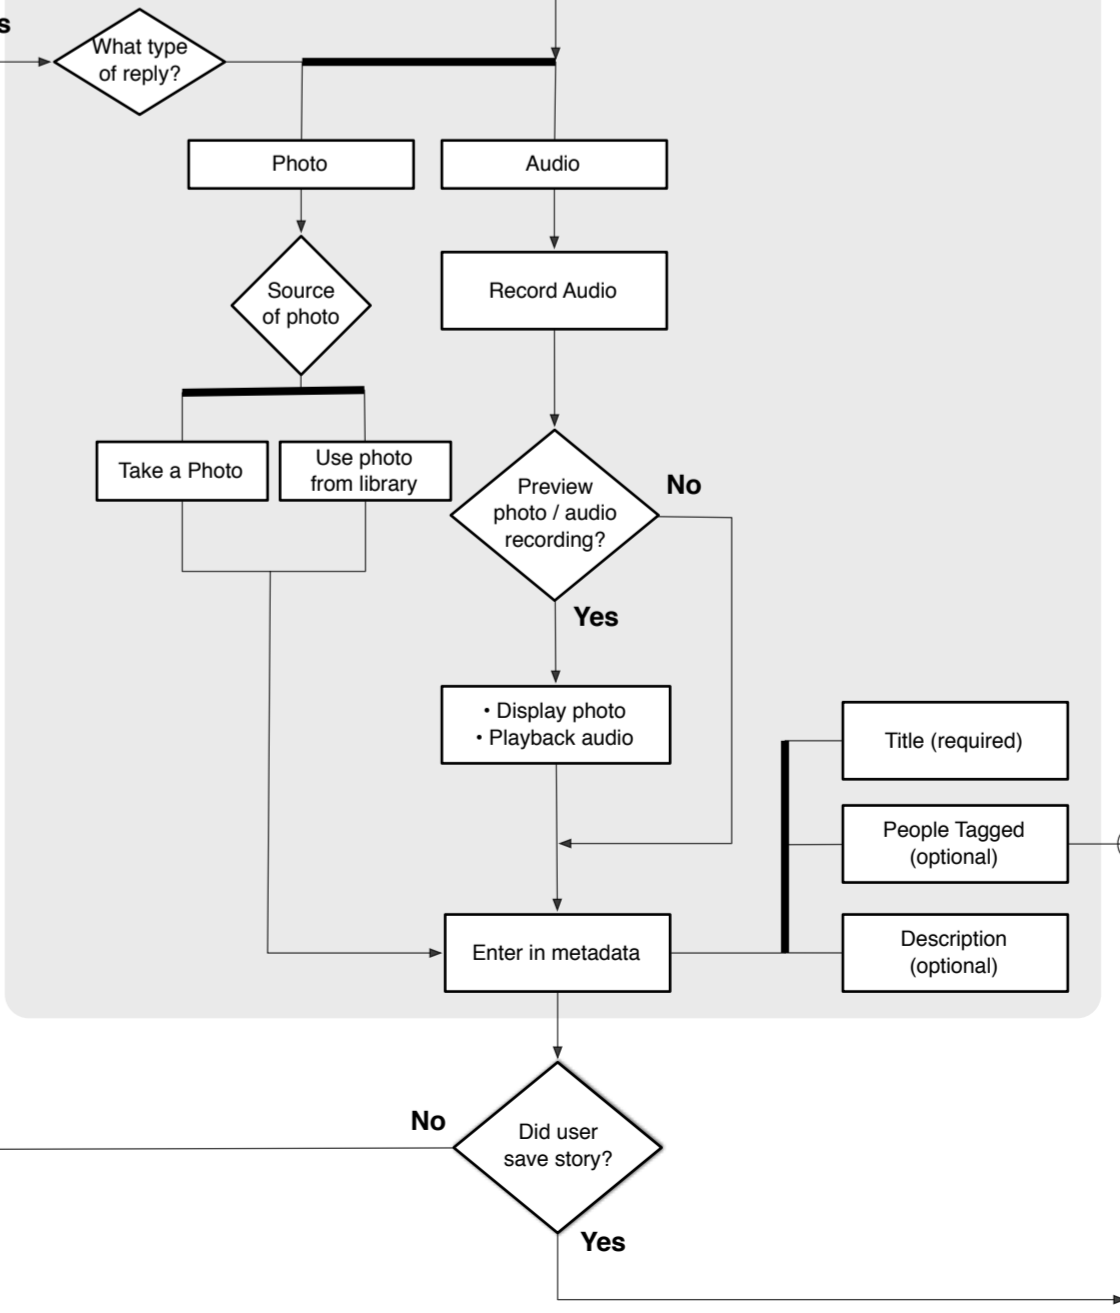 s
What type
of reply?
Photo
Audio
Source
of photo
Record Audio
Take a Photo
Use photo
from library
Preview
photo / audio
recording?
No
Yes
• Display photo
• Playback audio
Title (required)
People Tagged
(optional)
Enter in metadata
Description
(optional)
No
Did user
save story?
Yes